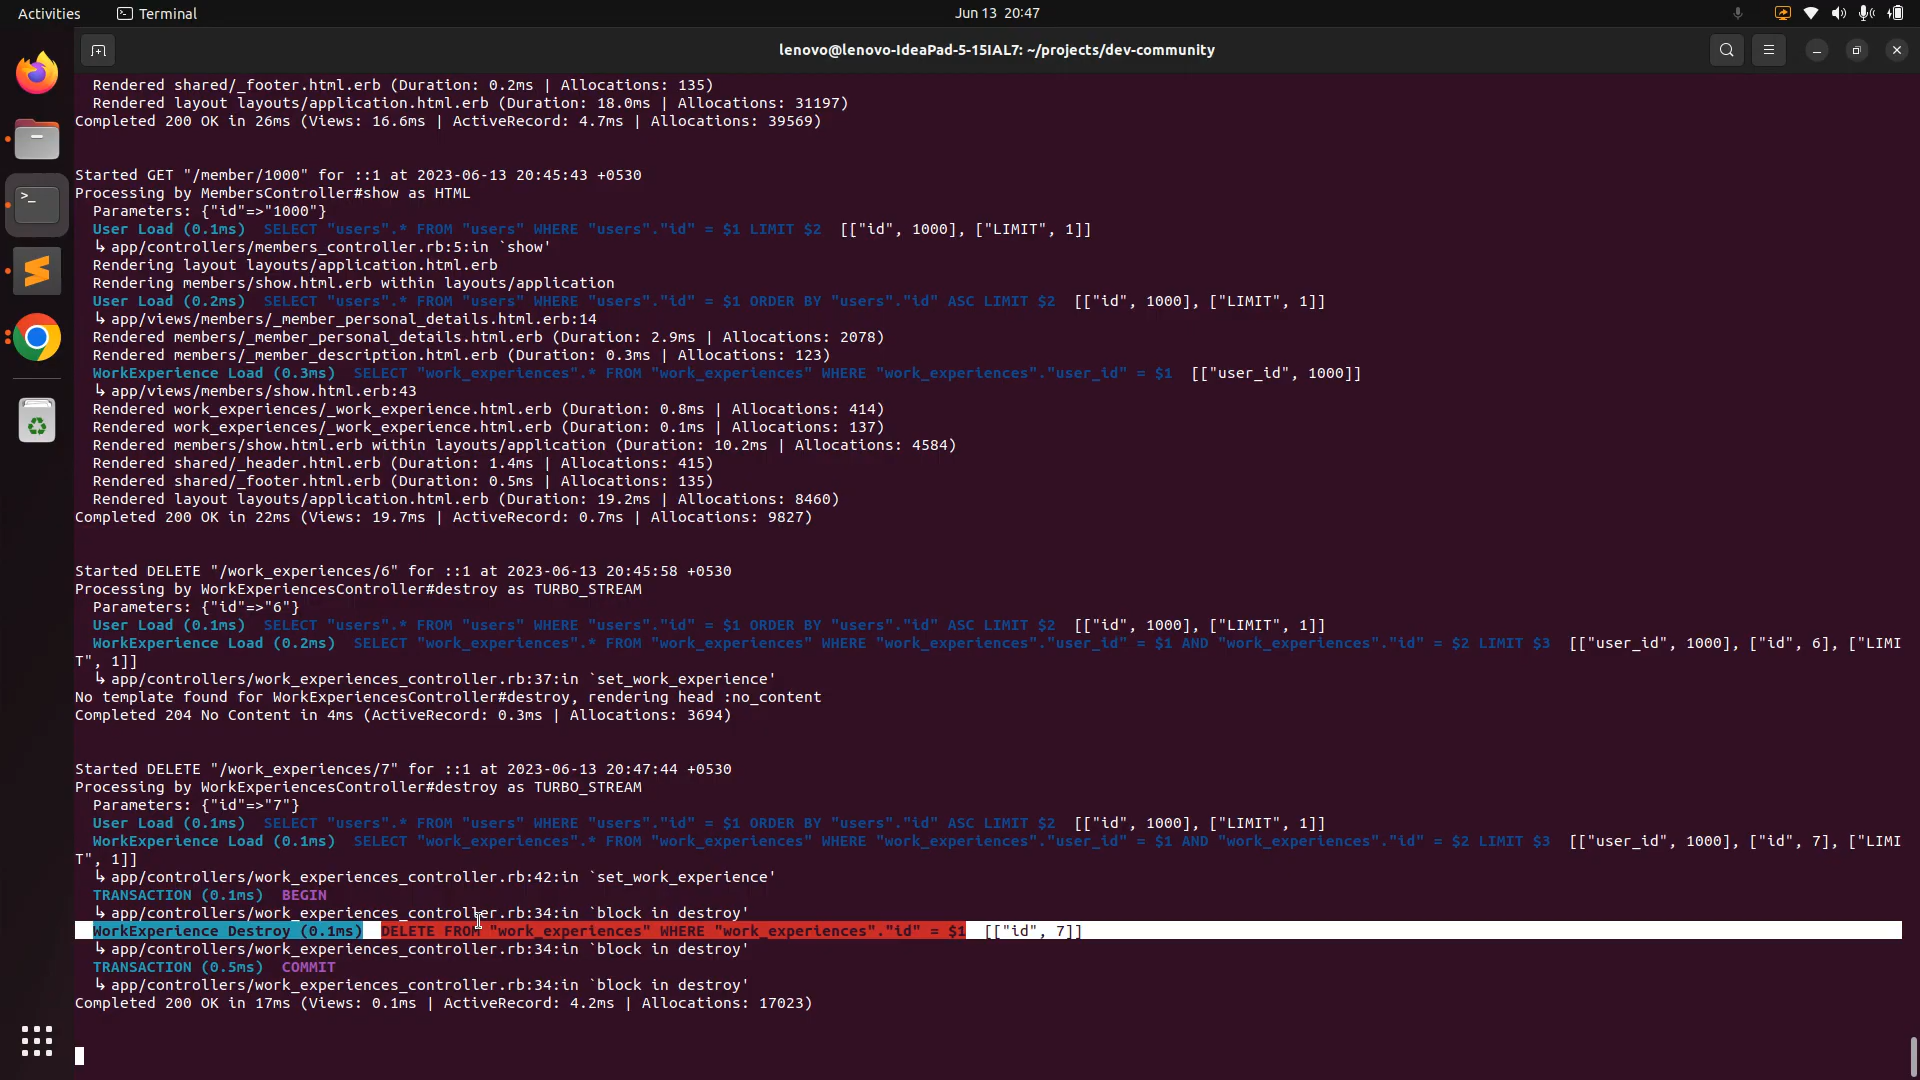 Activities
Terminal
Jun 13 20:47
lenovo@lenovo-IdeaPad-5-15IAL7: ~/projects/dev-community
Rendered shared/_footer.html.erb (Duration: 0.2ms | Allocations: 135)
Rendered layout layouts/application.html.erb (Duration: 18.0ms | Allocations: 31197)
Completed 200 OK in 26ms (Views: 16.6ms | ActiveRecord: 4.7ms | Allocations: 39569)
Started GET "/member/1000" for ::1 at 2023-06-13 20:45:43 +0530
Processing by MembersController#show as HTML
Parameters: {"id"=>"1000"}
User Load (0.1ms) SELECT "users".* FROM "users" WHERE "users"."id" = $1 LIMIT $2 [["id", 1000], ["LIMIT", 1]]
↳ app/controllers/members_controller.rb:5:in `show'
Rendering layout layouts/application.html.erb
Rendering members/show.html.erb within layouts/application
User Load (0.2ms) SELECT "users".* FROM "users" WHERE "users"."id" = $1 ORDER BY "users"."id" ASC LIMIT $2 [["id", 1000], ["LIMIT", 1]]
↳ app/views/members/_member_personal_details.html.erb:14
Rendered members/_member_personal_details.html.erb (Duration: 2.9ms | Allocations: 2078)
Rendered members/_member_description.html.erb (Duration: 0.3ms | Allocations: 123)
WorkExperience Load (0.3ms) SELECT "work_experiences".* FROM "work_experiences" WHERE "work_experiences"."user_id" = $1 [["user_id", 1000]]
↳ app/views/members/show.html.erb:43
Rendered work_experiences/_work_experience.html.erb (Duration: 0.8ms | Allocations: 414)
Rendered work_experiences/_work_experience.html.erb (Duration: 0.1ms | Allocations: 137)
Rendered members/show.html.erb within layouts/application (Duration: 10.2ms | Allocations: 4584)
Rendered shared/_header.html.erb (Duration: 1.4ms | Allocations: 415)
Rendered shared/_footer.html.erb (Duration: 0.5ms | Allocations: 135)
Rendered layout layouts/application.html.erb (Duration: 19.2ms | Allocations: 8460)
Completed 200 OK in 22ms (Views: 19.7ms | ActiveRecord: 0.7ms | Allocations: 9827)
Started DELETE "/work_experiences/6" for ::1 at 2023-06-13 20:45:58 +0530
Processing by WorkExperiencesController#destroy as TURBO_STREAM
Parameters: {"id"=>"6"}
User Load (0.1ms) SELECT "users".* FROM "users" WHERE "users"."id" = $1 ORDER BY "users"."id" ASC LIMIT $2 [["id", 1000], ["LIMIT", 1]]
WorkExperience Load (0.2ms) SELECT "work_experiences".* FROM "work_experiences" WHERE "work_experiences"."user_id" = $1 AND "work_experiences"."id" = $2 LIMIT $3 [["user_id", 1000], ["id", 6], ["LIMI
T", 1]]
↳ app/controllers/work_experiences_controller.rb:37:in `set_work_experience'
No template found for WorkExperiencesController#destroy, rendering head :no_content
Completed 204 No Content in 4ms (ActiveRecord: 0.3ms | Allocations: 3694)
Started DELETE "/work_experiences/7" for ::1 at 2023-06-13 20:47:44 +0530
Processing by WorkExperiencesController#destroy as TURBO_STREAM
Parameters: {"id"=>"7"}
User Load (0.1ms) SELECT "users".* FROM "users" WHERE "users"."id" = $1 ORDER BY "users"."id" ASC LIMIT $2 [["id", 1000], ["LIMIT", 1]]
WorkExperience Load (0.1ms) SELECT "work_experiences".* FROM "work_experiences" WHERE "work_experiences"."user_id" = $1 AND "work_experiences"."id" = $2 LIMIT $3 [["user_id", 1000], ["id", 7], ["LIMI
T", 1]]
↳ app/controllers/work_experiences_controller.rb:42:in `set_work_experience'
TRANSACTION (0.1ms) BEGIN
↳ app/controllers/work_experiences_controller.rb:34:in `block in destroy'
WorkExperience Destroy (0.1ms) DELETE FROM "work_experiences" WHERE "work_experiences"."id" = $1 [["id", 7]]
↳ app/controllers/work_experiences_controller.rb:34:in `block in destroy'
TRANSACTION (0.5ms) COMMIT
↳ app/controllers/work_experiences_controller.rb:34:in `block in destroy'
Completed 200 OK in 17ms (Views: 0.1ms | ActiveRecord: 4.2ms | Allocations: 17023)